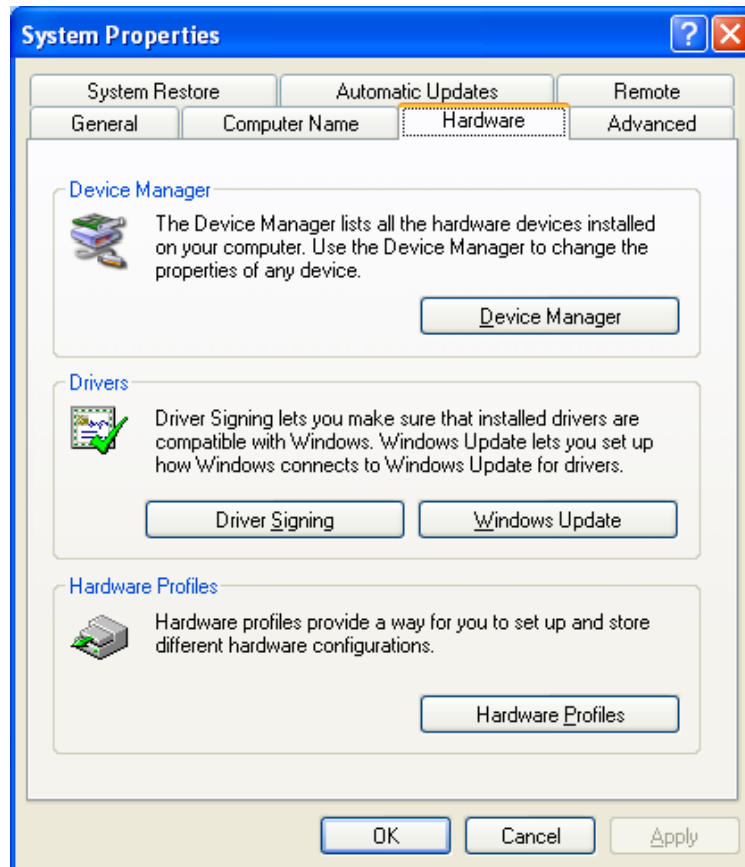 System Properties
System Restore
Automatic Updates
Remote
General
Computer Name
Hardware
Advanced
Device Manager
The Device Manager lists all the hardware devices installed
on your computer. Use the Device Manager to change the
properties of any device.
Device Manager
Drivers
Driver Signing lets you make sure that installed drivers are
compatible with Windows. Windows Update lets you set up
how Windows connects to Windows Update for drivers.
Driver Signing
Windows Update
Hardware Profiles
Hardware profiles provide a way for you to set up and store
different hardware configurations.
Hardware Profiles
OK
Cancel
Apply